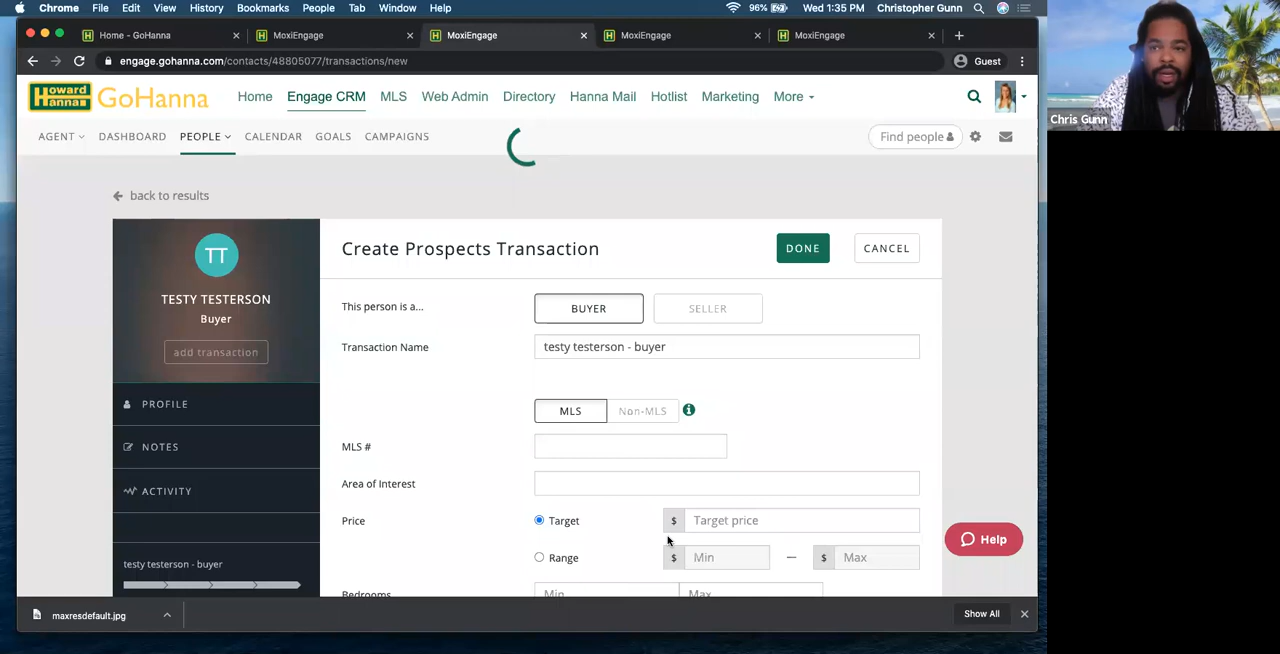 Chrome File Edit View History Bookmarks People Tab Window Help 96% Wed 1:35 PM Christopher Gunn
Home - GoHanna MoxiEngage MoxiEngage MoxiEngage MoxiEngage
engage.gohanna.com/contacts/48805077/transactions/new Guest
Howard Hanna GoHanna Home Engage CRM MLS Web Admin Directory Hanna Mail Hotlist Marketing More
AGENT DASHBOARD PEOPLE CALENDAR GOALS CAMPAIGNS Find people
Chris Gunn
back to results
TT
TESTY TESTERSON
Buyer
add transaction
PROFILE
NOTES
ACTIVITY
testy testerson - buyer
Create Prospects Transaction DONE CANCEL
This person is a... BUYER SELLER
Transaction Name testy testerson - buyer
MLS Non-MLS
MLS #
Area of Interest
Price Target $ Target price
Range $ Min — $ Max
Bedrooms Min Max
Help
maxresdefault.jpg Show All